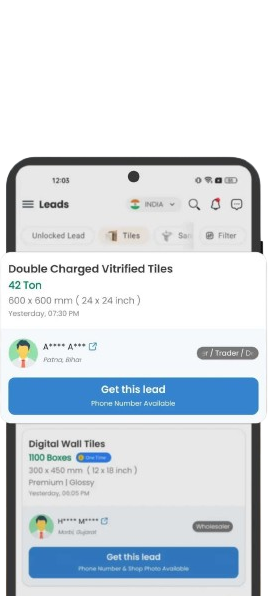 12:03
Leads
INDIA
Unlocked Lead
Tiles
San
Filter
Double Charged Vitrified Tiles
42 Ton
600 x 600 mm ( 24 x 24 inch )
Yesterday, 07:30 PM
A**** A***
Patna, Bihar
r / Trader / D
Get this lead
Phone Number Available
Digital Wall Tiles
1100 Boxes
One Time
300 x 450 mm ( 12 x 18 inch )
Premium | Glossy
Yesterday, 06:05 PM
H**** M****
Morbi, Gujarat
Wholesaler
Get this lead
Phone Number & Shop Photo Available